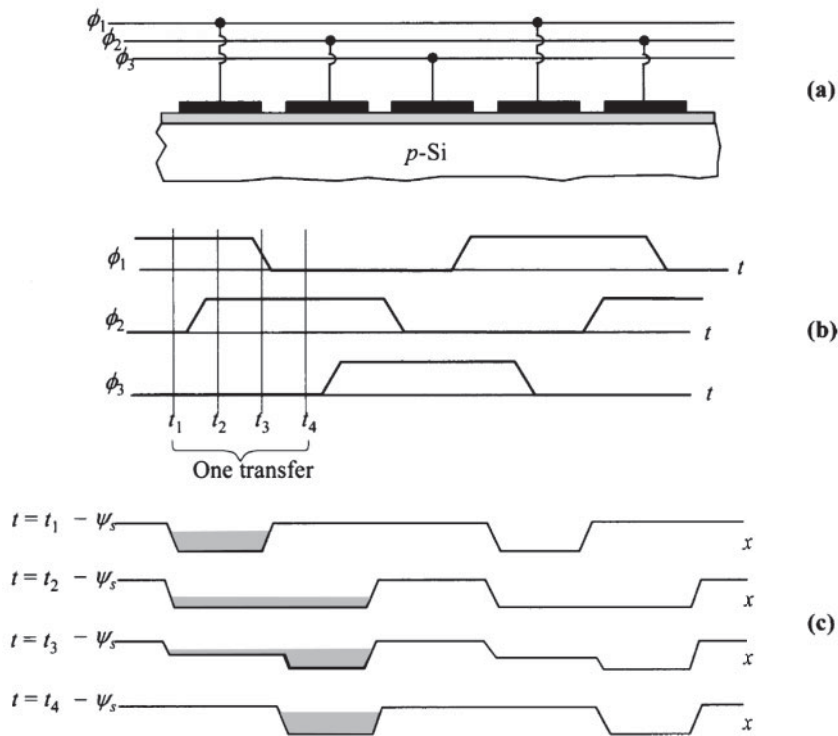 ϕ₁
ϕ₂
ϕ₃
(a)
p-Si
ϕ₁ t
ϕ₂ t
(b)
ϕ₃ t
t₁ t₂ t₃ t₄
One transfer
t = t₁ − ψₛ x
t = t₂ − ψₛ x
(c)
t = t₃ − ψₛ x
t = t₄ − ψₛ